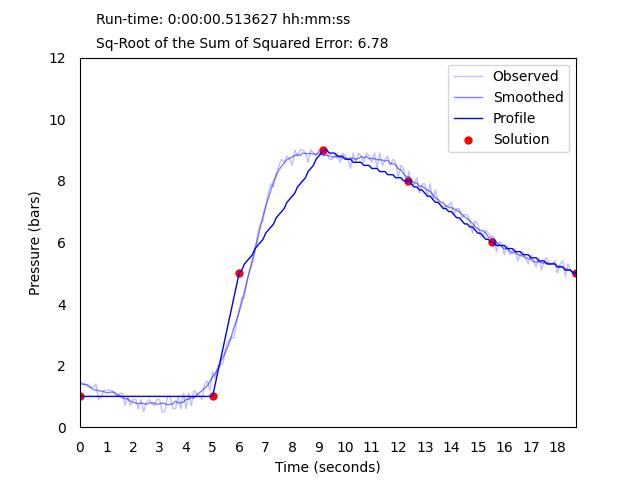 Run-time: 0:00:00.513627 hh:mm:ss
Sq-Root of the Sum of Squared Error: 6.78
12
10
8
6
4
2
0
Pressure (bars)
Observed
Smoothed
Profile
Solution
0 1 2 3 4 5 6 7 8 9 10 11 12 13 14 15 16 17 18
Time (seconds)